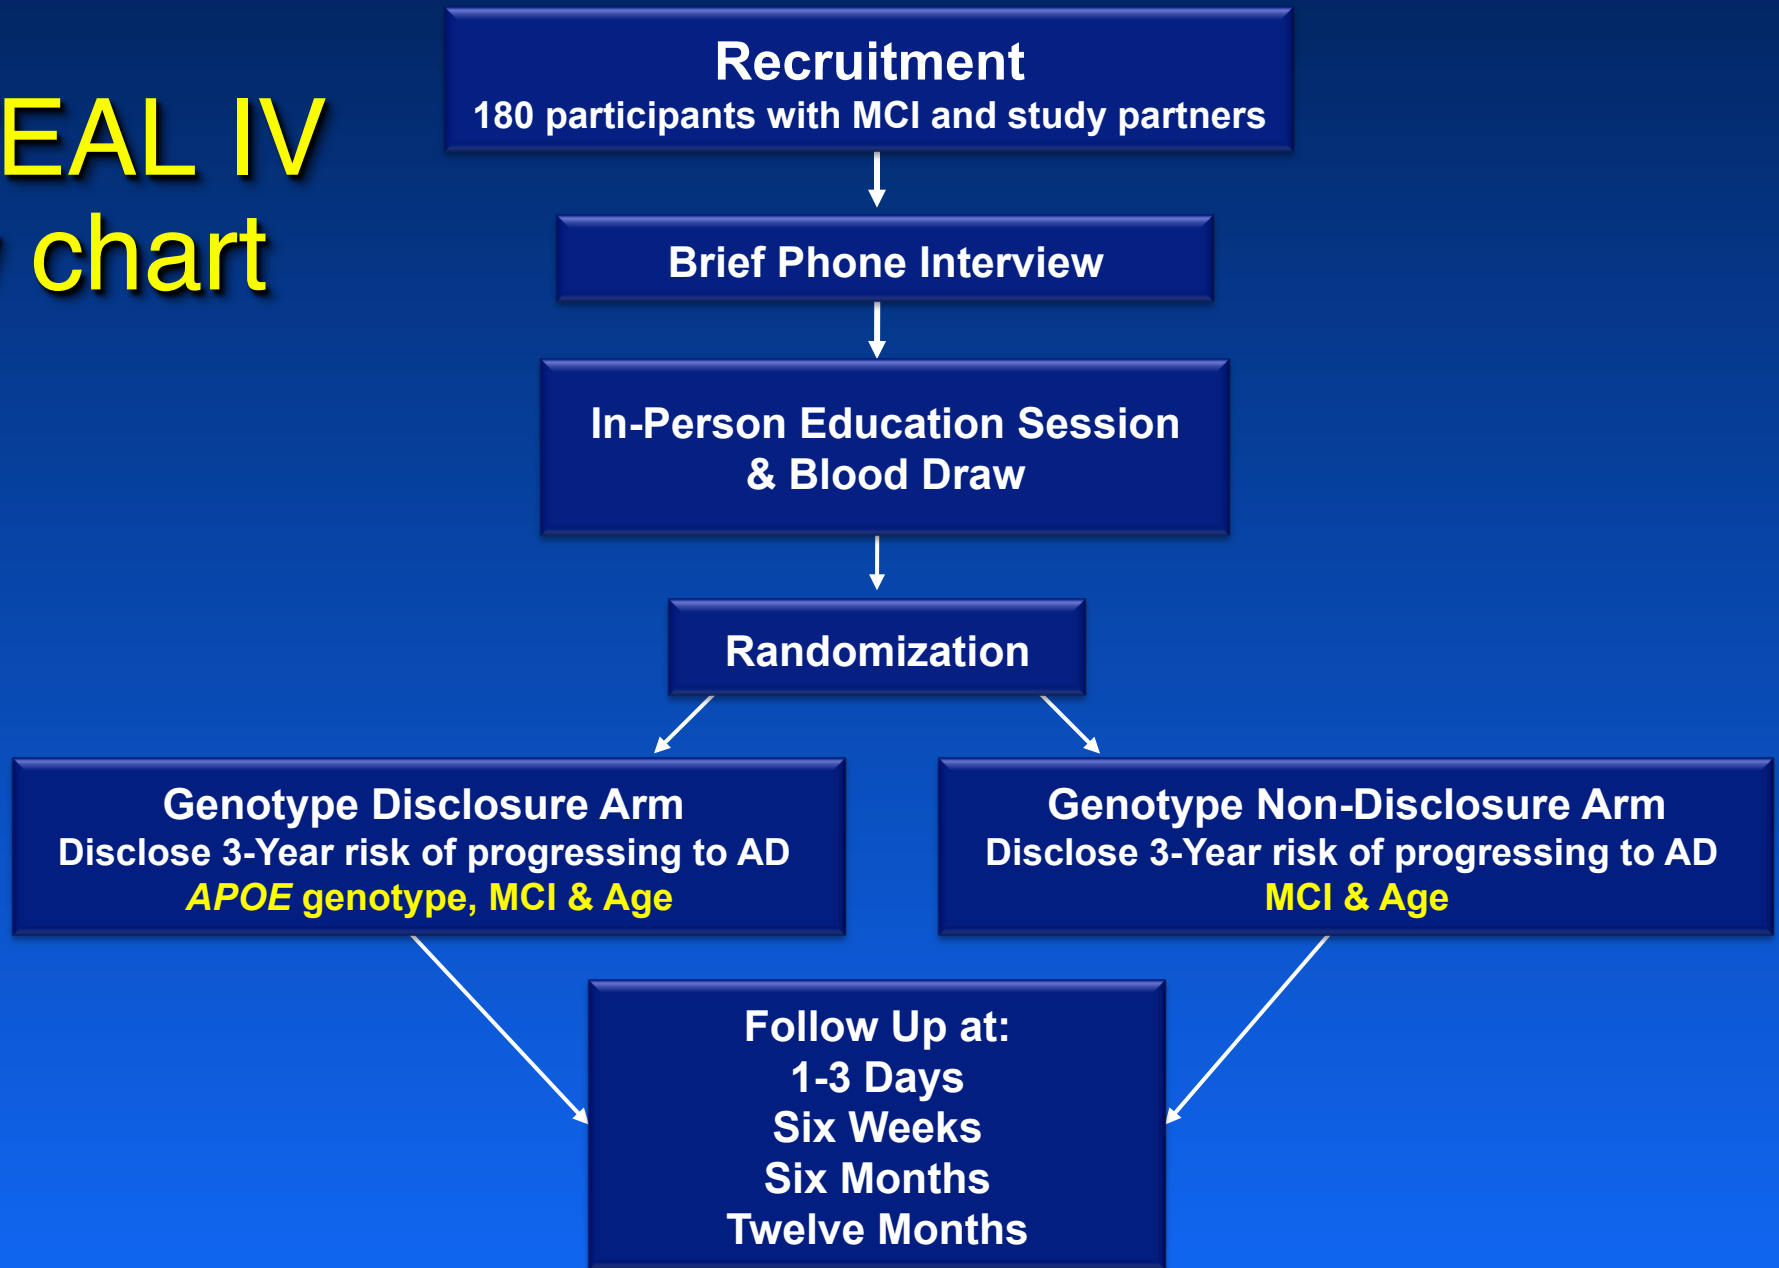 EAL IV
chart
Recruitment
180 participants with MCI and study partners
Brief Phone Interview
In-Person Education Session
& Blood Draw
Randomization
Genotype Disclosure Arm
Disclose 3-Year risk of progressing to AD
APOE genotype, MCI & Age
Genotype Non-Disclosure Arm
Disclose 3-Year risk of progressing to AD
MCI & Age
Follow Up at:
1-3 Days
Six Weeks
Six Months
Twelve Months